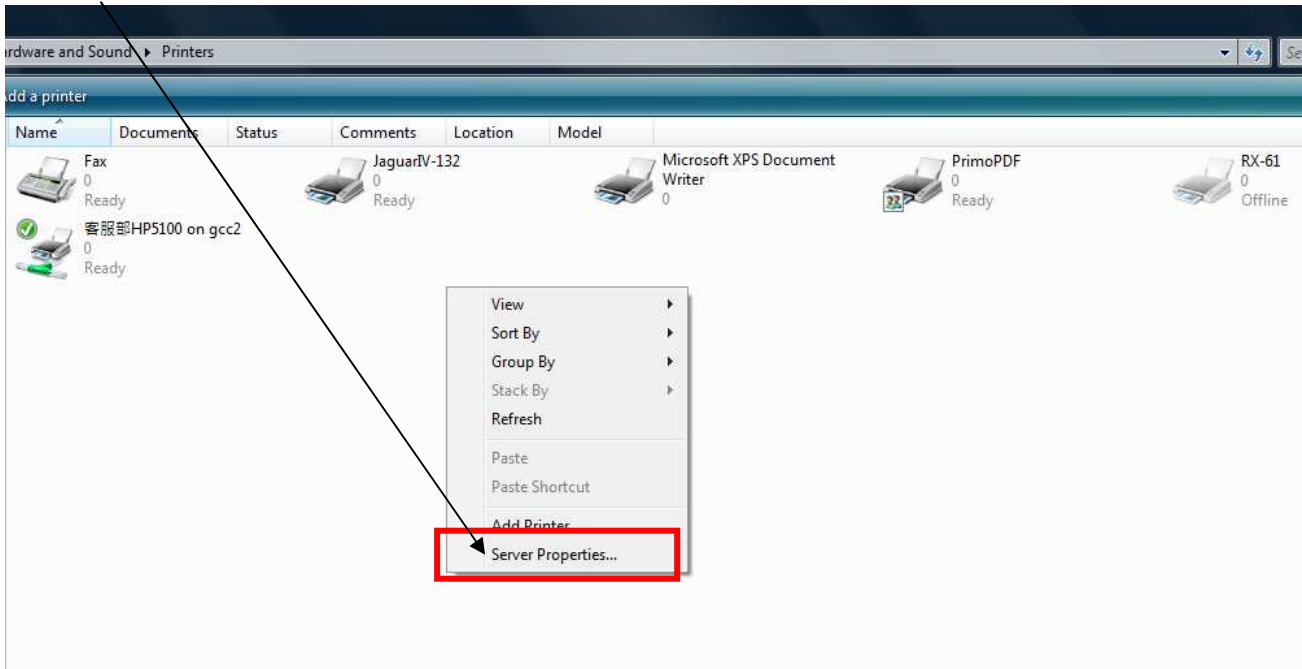 Hardware and Sound ▸ Printers
Se
Add a printer
Name Documents Status Comments Location Model
Fax
0
Ready
JaguarIV-132
0
Ready
Microsoft XPS Document
Writer
0
PrimoPDF
0
Ready
RX-61
0
Offline
客服部HP5100 on gcc2
0
Ready
View
Sort By
Group By
Stack By
Refresh
Paste
Paste Shortcut
Add Printer
Server Properties...